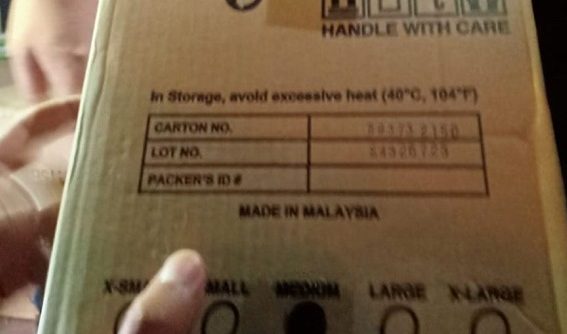 HANDLE WITH CARE
In Storage, avoid excessive heat (40°C, 104°F)
CARTON NO.
LOT NO.
PACKER'S ID #
MADE IN MALAYSIA
MEDIUM LARGE X-LARGE